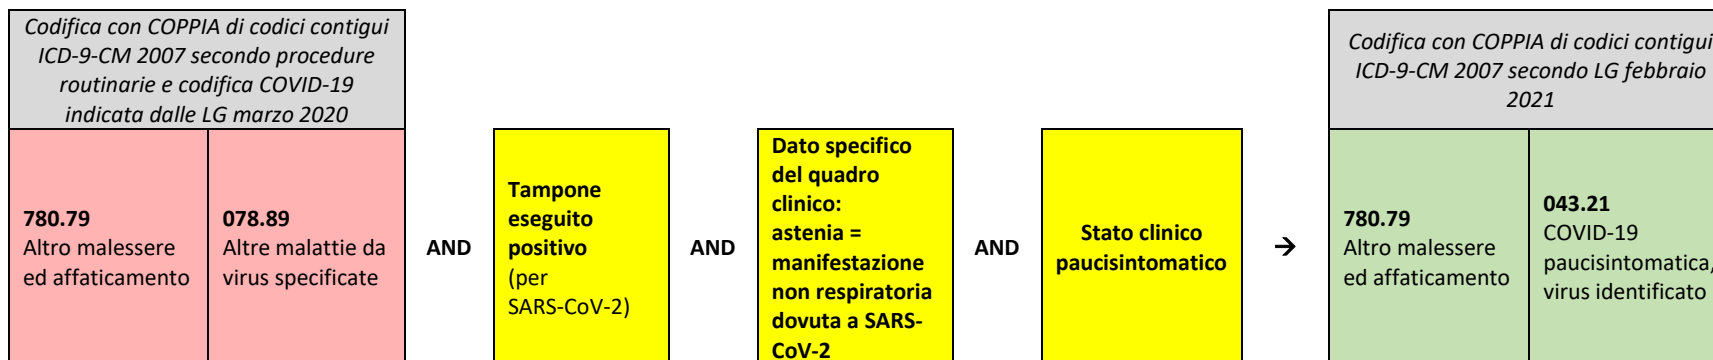 Codifica con COPPIA di codici contigui
ICD-9-CM 2007 secondo procedure
routinarie e codifica COVID-19
indicata dalle LG marzo 2020
780.79
Altro malessere
ed affaticamento
078.89
Altre malattie da
virus specificate
AND
Tampone
eseguito
positivo
(per
SARS-CoV-2)
AND
Dato specifico
del quadro
clinico:
astenia =
manifestazione
non respiratoria
dovuta a SARS-
CoV-2
AND
Stato clinico
paucisintomatico
→
Codifica con COPPIA di codici contigui
ICD-9-CM 2007 secondo LG febbraio
2021
780.79
Altro malessere
ed affaticamento
043.21
COVID-19
paucisintomatica,
virus identificato